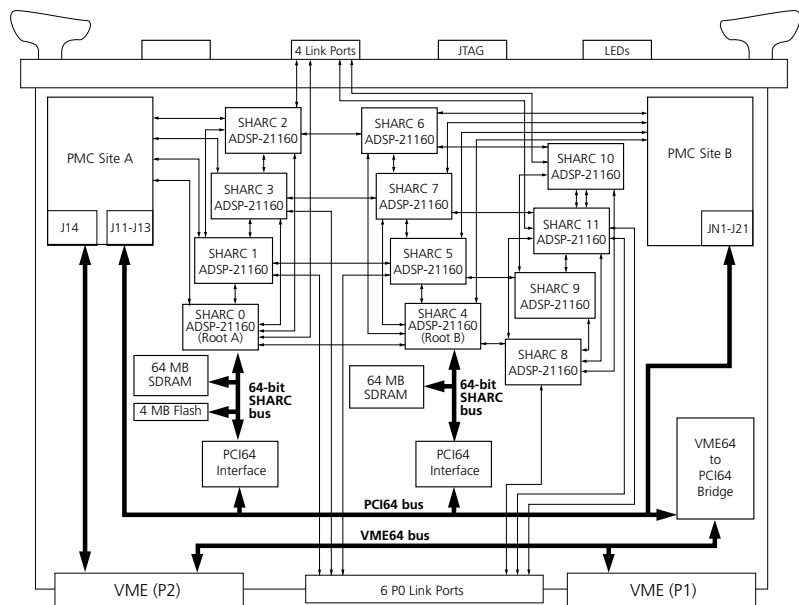 4 Link Ports
JTAG
LEDs
PMC Site A
J14
J11-J13
SHARC 2
ADSP-21160
SHARC 3
ADSP-21160
SHARC 1
ADSP-21160
SHARC 0
ADSP-21160
(Root A)
SHARC 6
ADSP-21160
SHARC 7
ADSP-21160
SHARC 5
ADSP-21160
SHARC 4
ADSP-21160
(Root B)
SHARC 10
ADSP-21160
SHARC 11
ADSP-21160
SHARC 9
ADSP-21160
SHARC 8
ADSP-21160
PMC Site B
JN1-J21
64 MB
SDRAM
4 MB Flash
64-bit
SHARC
bus
PCI64
Interface
64 MB
SDRAM
64-bit
SHARC
bus
PCI64
Interface
VME64
to
PCI64
Bridge
PCI64 bus
VME64 bus
VME (P2)
6 P0 Link Ports
VME (P1)